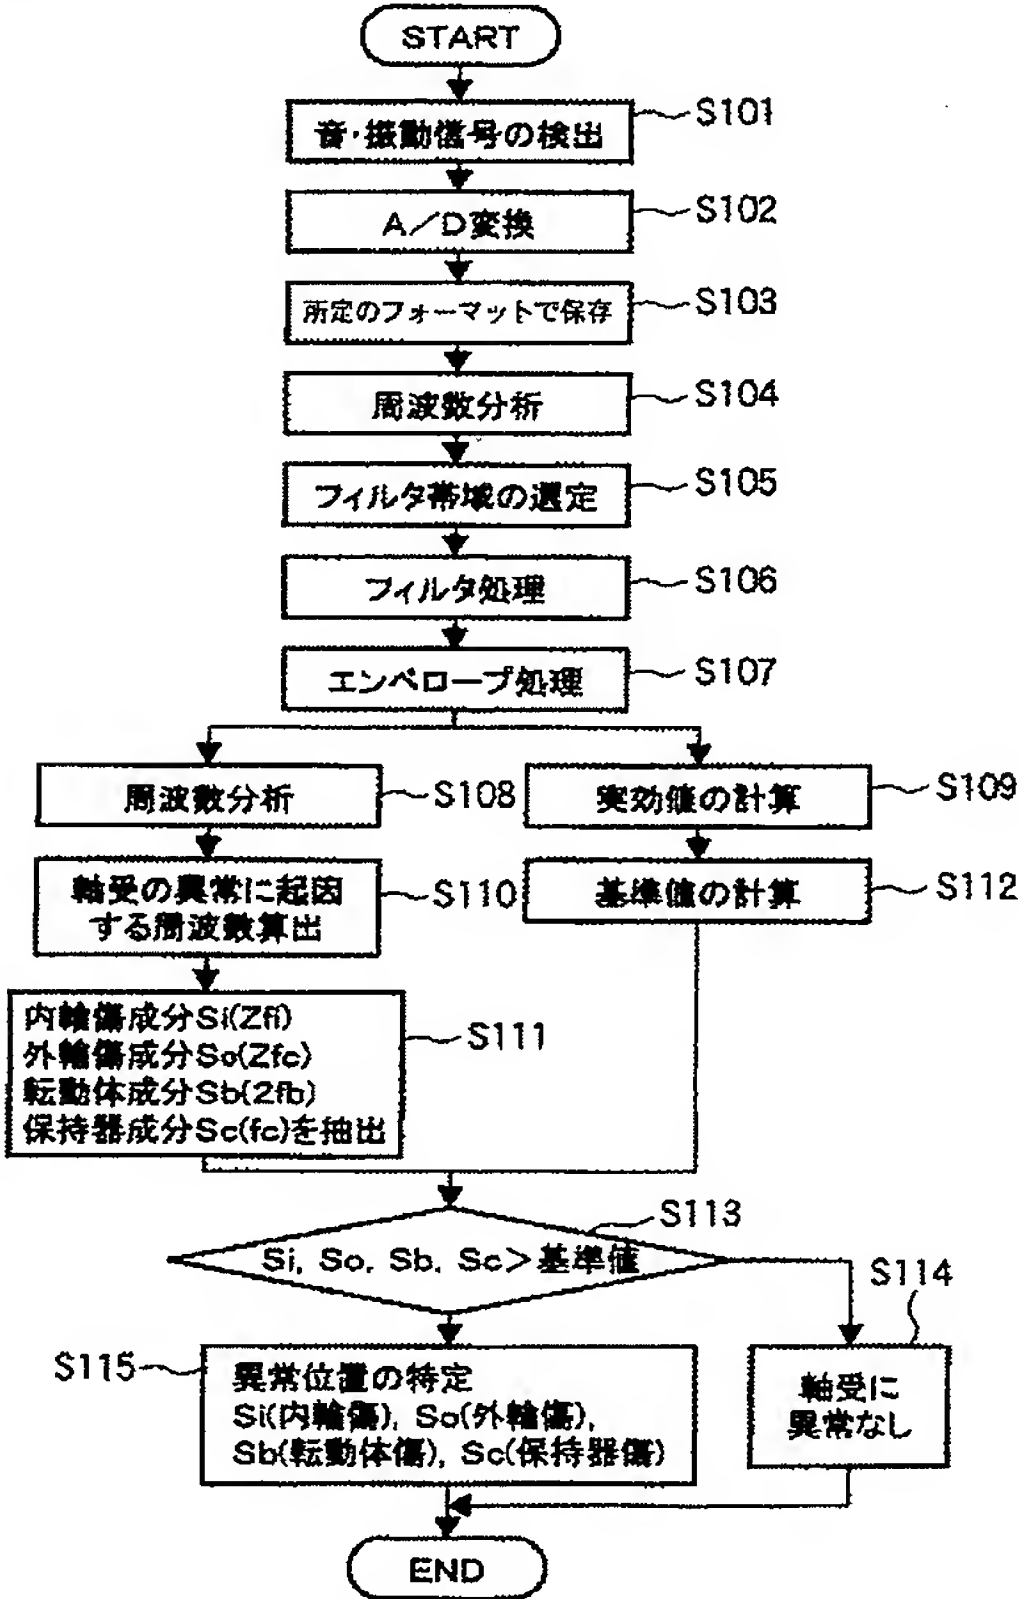 START
音・振動信号の検出
S101
A/D変換
S102
所定のフォーマットで保存
S103
周波数分析
S104
フィルタ帯域の選定
S105
フィルタ処理
S106
エンベロープ処理
S107
周波数分析
S108
実効値の計算
S109
軸受の異常に起因
する周波数算出
S110
基準値の計算
S112
内輪傷成分Si(Zfi)
外輪傷成分So(Zfc)
転動体成分Sb(2fb)
保持器成分Sc(fc)を抽出
S111
S113
Si, So, Sb, Sc>基準値
S114
S115
異常位置の特定
Si(内輪傷), So(外輪傷),
Sb(転動体傷), Sc(保持器傷)
軸受に
異常なし
END